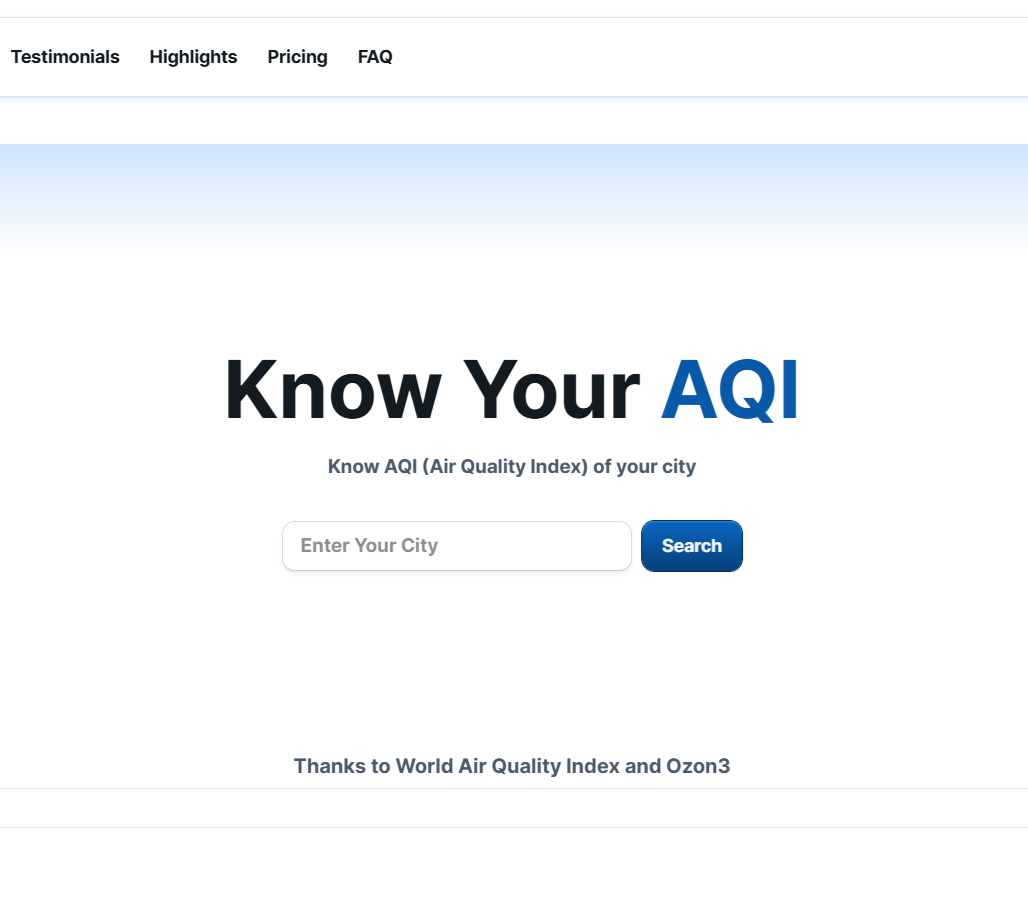 Testimonials Highlights Pricing FAQ
Know Your AQI
Know AQI (Air Quality Index) of your city
Enter Your City Search
Thanks to World Air Quality Index and Ozon3